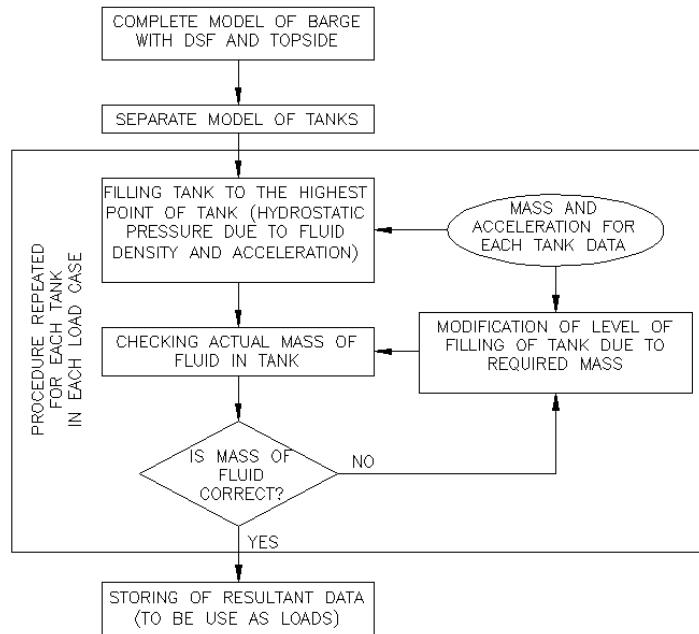 COMPLETE MODEL OF BARGE
WITH DSF AND TOPSIDE
SEPARATE MODEL OF TANKS
PROCEDURE REPEATED
FOR EACH TANK
IN EACH LOAD CASE
FILLING TANK TO THE HIGHEST
POINT OF TANK (HYDROSTATIC
PRESSURE DUE TO FLUID
DENSITY AND ACCELERATION)
MASS AND
ACCELERATION FOR
EACH TANK DATA
CHECKING ACTUAL MASS OF
FLUID IN TANK
MODIFICATION OF LEVEL OF
FILLING OF TANK DUE TO
REQUIRED MASS
IS MASS OF
FLUID
CORRECT?
NO
YES
STORING OF RESULTANT DATA
(TO BE USE AS LOADS)